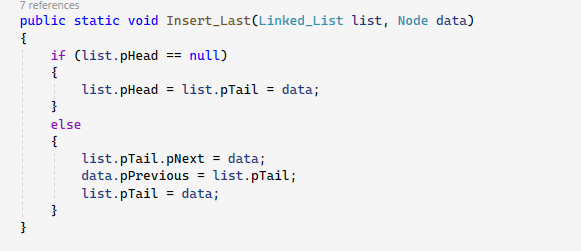 7 references
public static void Insert_Last(Linked_List list, Node data)
{
if (list.pHead == null)
{
list.pHead = list.pTail = data;
}
else
{
list.pTail.pNext = data;
data.pPrevious = list.pTail;
list.pTail = data;
}
}